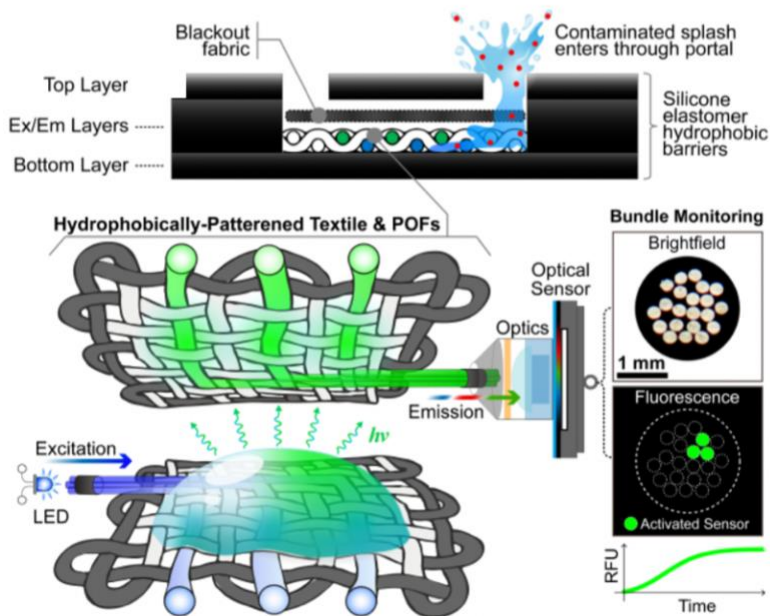 Blackout
fabric
Contaminated splash
enters through portal
Top Layer
Ex/Em Layers
Bottom Layer
Silicone
elastomer
hydrophobic
barriers
Hydrophobically-Patterened Textile & POFs
Bundle Monitoring
Brightfield
1 mm
Optical
Sensor
Optics
Emission
Fluorescence
Activated Sensor
hv
Excitation
LED
RFU
Time